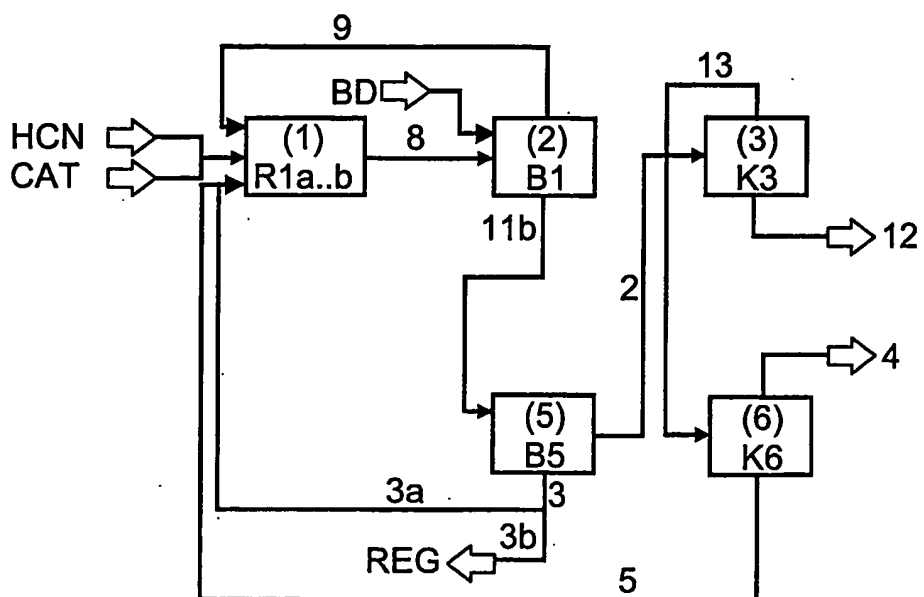 9
13
BD
HCN
CAT
(1)
R1a..b
8
(2)
B1
(3)
K3
11b
12
2
4
(5)
B5
(6)
K6
3a
3
3b
REG
5